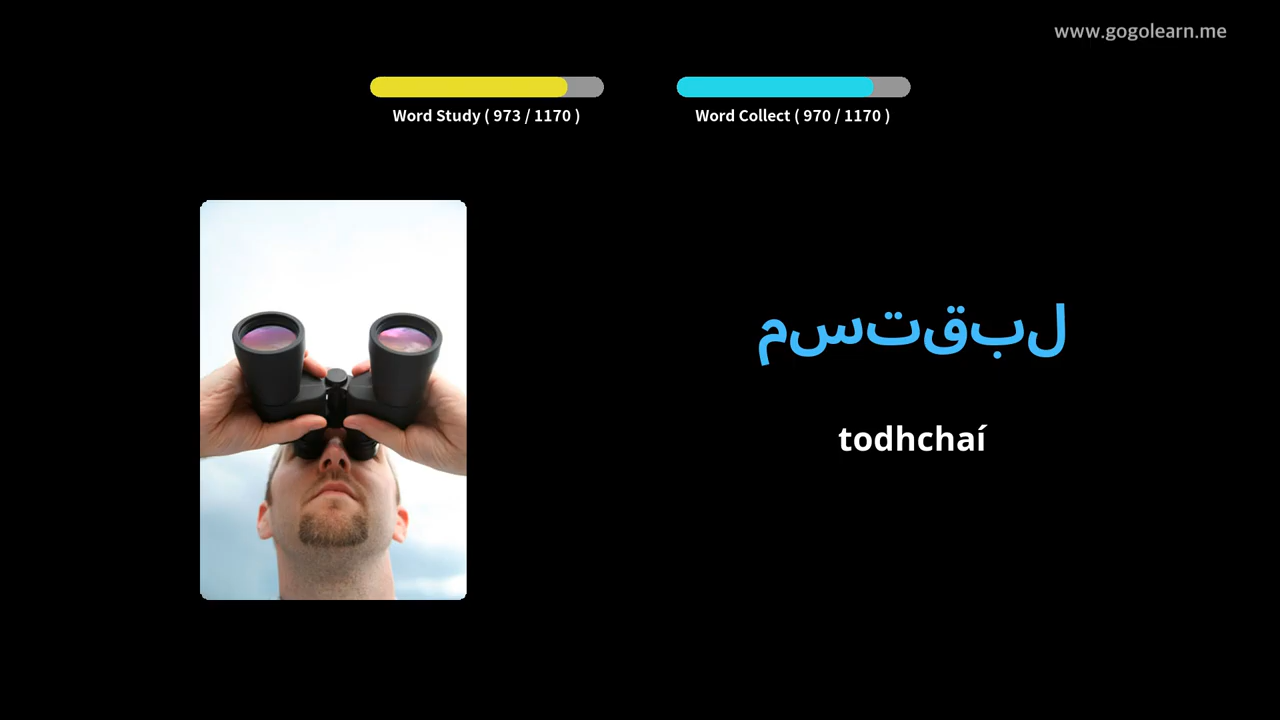 www.gogolearn.me
Word Study ( 973 / 1170 )
Word Collect ( 970 / 1170 )
مستقبل
todhchaí